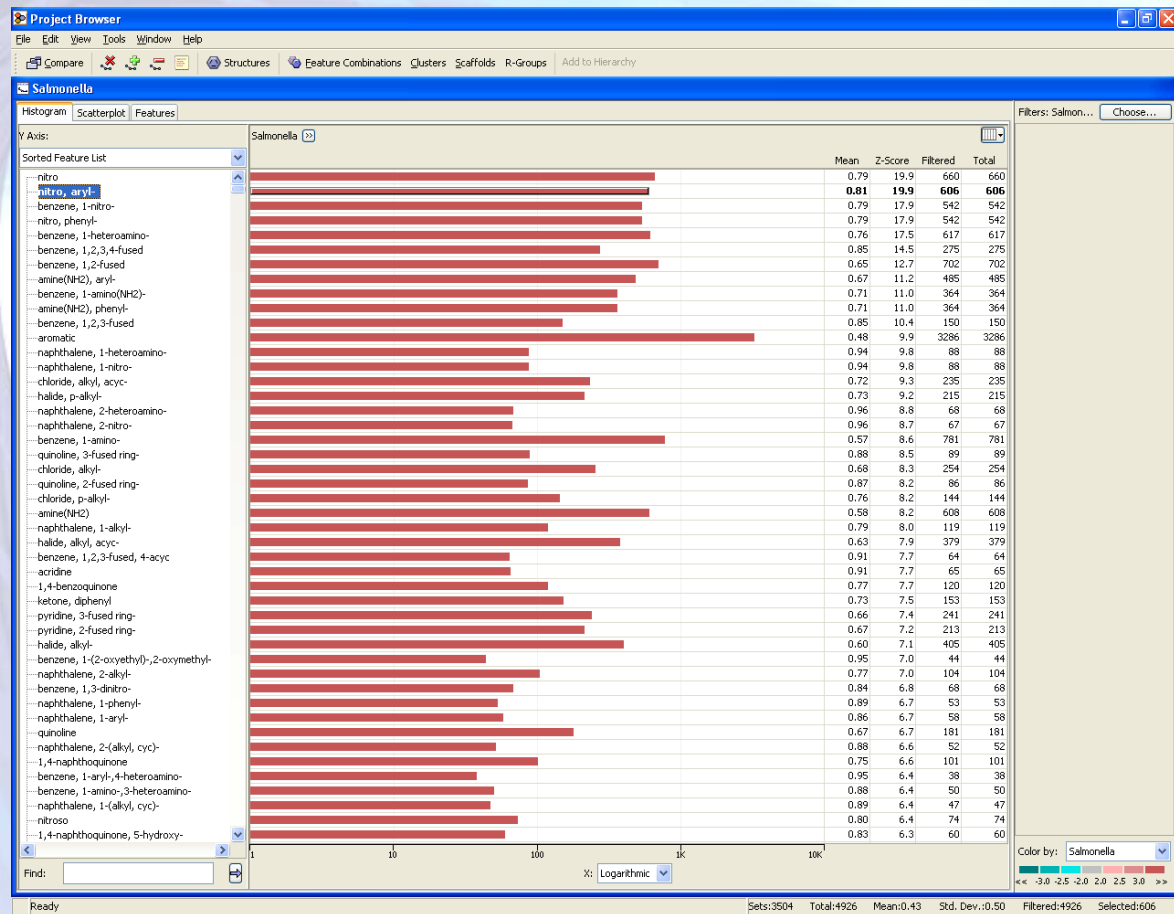 Project Browser
File Edit View Tools Window Help
Compare Structures Feature Combinations Clusters Scaffolds R-Groups Add to Hierarchy
Salmonella
Histogram Scatterplot Features Filters: Salmon... Choose...
Y Axis: Salmonella
Sorted Feature List Mean Z-Score Filtered Total
nitro 0.79 19.9 660 660
nitro, aryl- 0.81 19.9 606 606
benzene, 1-nitro- 0.79 17.9 542 542
nitro, phenyl- 0.79 17.9 542 542
benzene, 1-heteroamino- 0.76 17.5 617 617
benzene, 1,2,3,4-fused 0.85 14.5 275 275
benzene, 1,2-fused 0.65 12.7 702 702
amine(NH2), aryl- 0.67 11.2 485 485
benzene, 1-amino(NH2)- 0.71 11.0 364 364
amine(NH2), phenyl- 0.71 11.0 364 364
benzene, 1,2,3-fused 0.85 10.4 150 150
aromatic 0.48 9.9 3286 3286
naphthalene, 1-heteroamino- 0.94 9.8 88 88
naphthalene, 1-nitro- 0.94 9.8 88 88
chloride, alkyl, acyc- 0.72 9.3 235 235
halide, p-alkyl- 0.73 9.2 215 215
naphthalene, 2-heteroamino- 0.96 8.8 68 68
naphthalene, 2-nitro- 0.96 8.7 67 67
benzene, 1-amino- 0.57 8.6 781 781
quinoline, 3-fused ring- 0.88 8.5 89 89
chloride, alkyl- 0.68 8.3 254 254
quinoline, 2-fused ring- 0.87 8.2 86 86
chloride, p-alkyl- 0.76 8.2 144 144
amine(NH2) 0.58 8.2 608 608
naphthalene, 1-alkyl- 0.79 8.0 119 119
halide, alkyl, acyc- 0.63 7.9 379 379
benzene, 1,2,3-fused, 4-acyc 0.91 7.7 64 64
acridine 0.91 7.7 65 65
1,4-benzoquinone 0.77 7.7 120 120
ketone, diphenyl 0.73 7.5 153 153
pyridine, 3-fused ring- 0.66 7.4 241 241
pyridine, 2-fused ring- 0.67 7.2 213 213
halide, alkyl- 0.60 7.1 405 405
benzene, 1-(2-oxyethyl)-,2-oxymethyl- 0.95 7.0 44 44
naphthalene, 2-alkyl- 0.77 7.0 104 104
benzene, 1,3-dinitro- 0.84 6.8 68 68
naphthalene, 1-phenyl- 0.89 6.7 53 53
naphthalene, 1-aryl- 0.86 6.7 58 58
quinoline 0.67 6.7 181 181
naphthalene, 2-(alkyl, cyc)- 0.88 6.6 52 52
1,4-naphthoquinone 0.75 6.6 101 101
benzene, 1-aryl-,4-heteroamino- 0.95 6.4 38 38
benzene, 1-amino-,3-heteroamino- 0.88 6.4 50 50
naphthalene, 1-(alkyl, cyc)- 0.89 6.4 47 47
nitroso 0.80 6.4 74 74
1,4-naphthoquinone, 5-hydroxy- 0.83 6.3 60 60
1 10 100 1K 10K
Color by: Salmonella
Find: X: Logarithmic
<< -3.0 -2.5 -2.0 2.0 2.5 3.0 >>
Ready Sets:3504 Total:4926 Mean:0.43 Std. Dev.:0.50 Filtered:4926 Selected:606